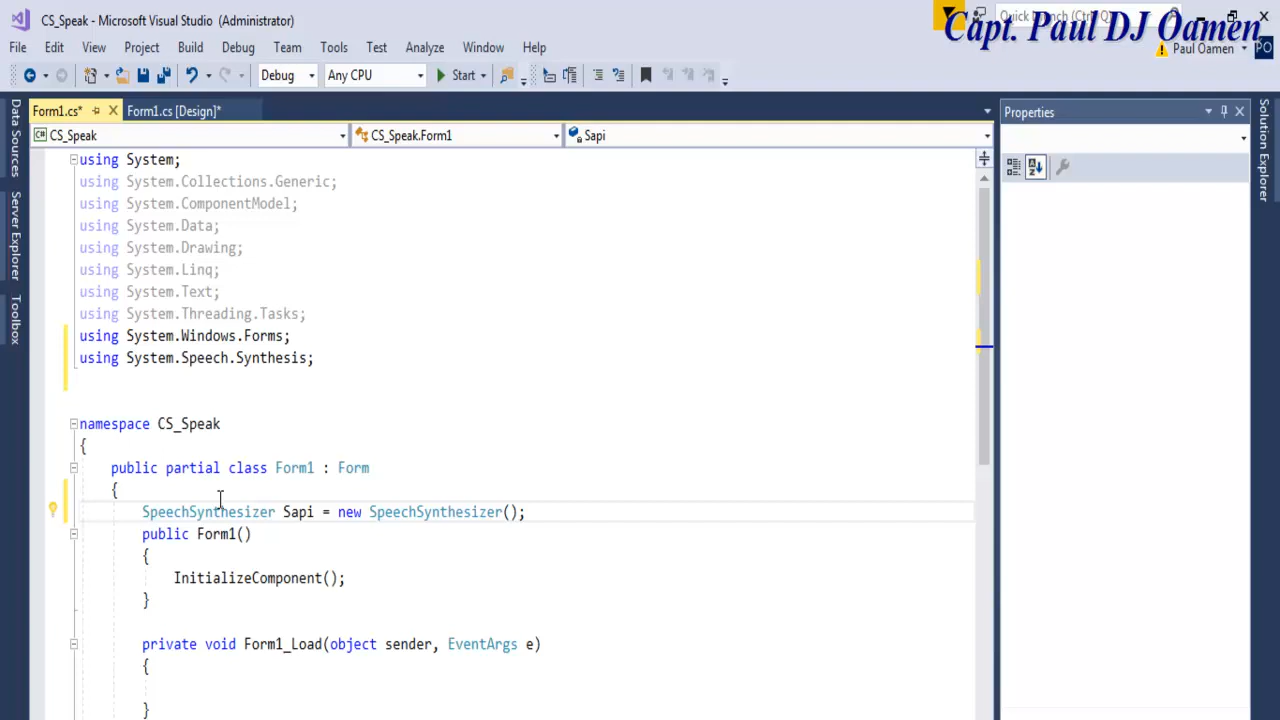 CS_Speak - Microsoft Visual Studio (Administrator)
Quick Launch (Ctrl+Q)
Capt. Paul DJ Oamen
File Edit View Project Build Debug Team Tools Test Analyze Window Help
Paul Oamen PO
Debug Any CPU Start
Form1.cs* Form1.cs [Design]*
Properties
CS_Speak CS_Speak.Form1 Sapi
Data Sources
Server Explorer
Toolbox
Solution Explorer
using System;
using System.Collections.Generic;
using System.ComponentModel;
using System.Data;
using System.Drawing;
using System.Linq;
using System.Text;
using System.Threading.Tasks;
using System.Windows.Forms;
using System.Speech.Synthesis;
namespace CS_Speak
{
public partial class Form1 : Form
{
SpeechSynthesizer Sapi = new SpeechSynthesizer();
public Form1()
{
InitializeComponent();
}
private void Form1_Load(object sender, EventArgs e)
{
}